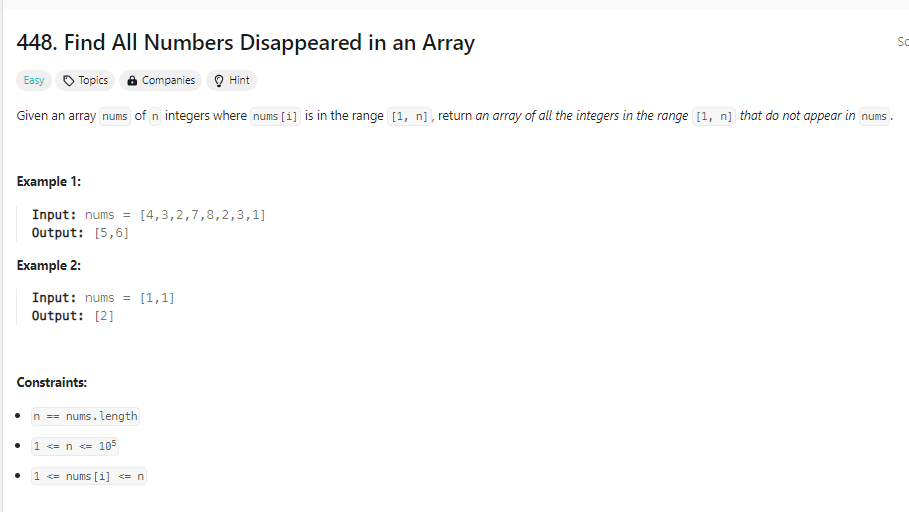 448. Find All Numbers Disappeared in an Array
Sc
Easy Topics Companies Hint
Given an array nums of n integers where nums[i] is in the range [1, n], return an array of all the integers in the range [1, n] that do not appear in nums.
Example 1:
Input: nums = [4,3,2,7,8,2,3,1]
Output: [5,6]
Example 2:
Input: nums = [1,1]
Output: [2]
Constraints:
• n == nums.length
• 1 <= n <= 10⁵
• 1 <= nums[i] <= n